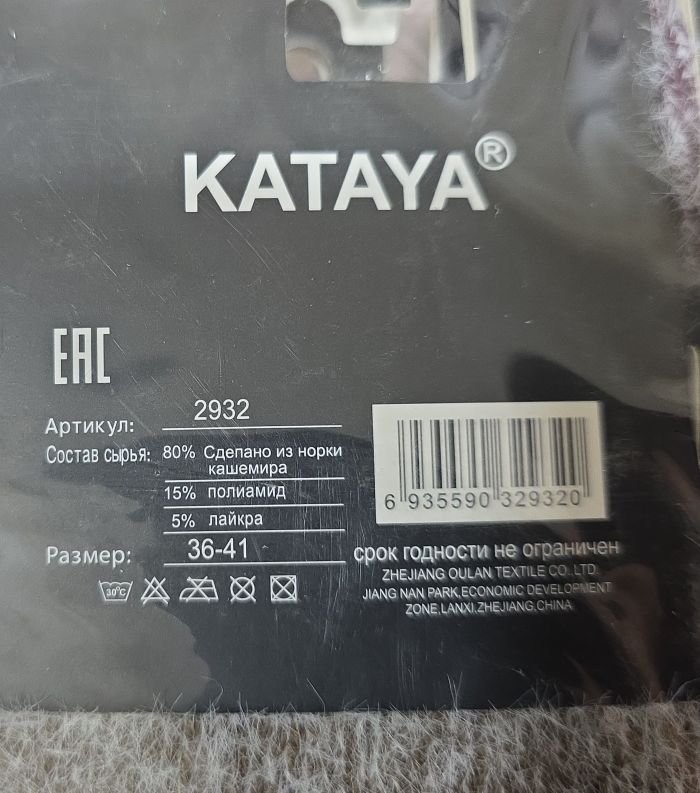 KATAYA®
EAC
Артикул: 2932
Состав сырья: 80% Сделано из норки
кашемира
15% полиамид
5% лайкра
Размер: 36-41
30°C
6 935590 329320
срок годности не ограничен
ZHEJIANG OULAN TEXTILE CO. LTD
JIANG NAN PARK,ECONOMIC DEVELOPMENT
ZONE,LANXI.ZHEJIANG,CHINA